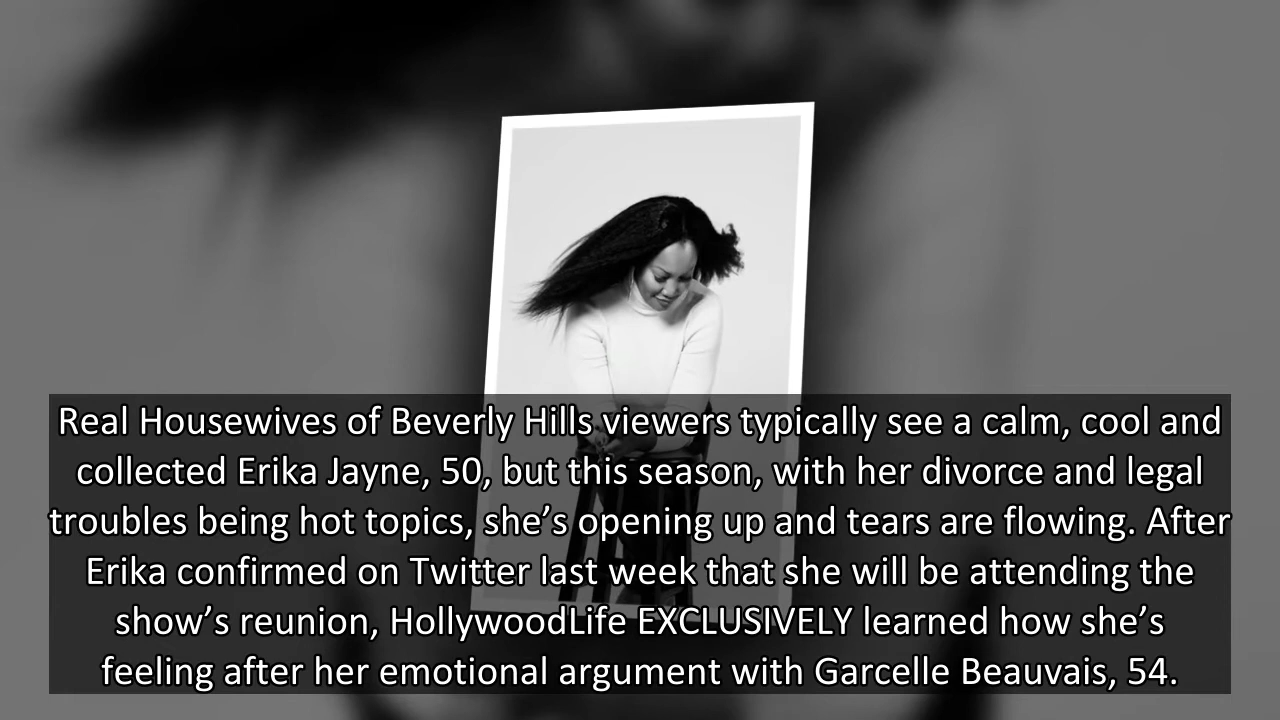 Real Housewives of Beverly Hills viewers typically see a calm, cool and
collected Erika Jayne, 50, but this season, with her divorce and legal
troubles being hot topics, she’s opening up and tears are flowing. After
Erika confirmed on Twitter last week that she will be attending the
show’s reunion, HollywoodLife EXCLUSIVELY learned how she’s
feeling after her emotional argument with Garcelle Beauvais, 54.